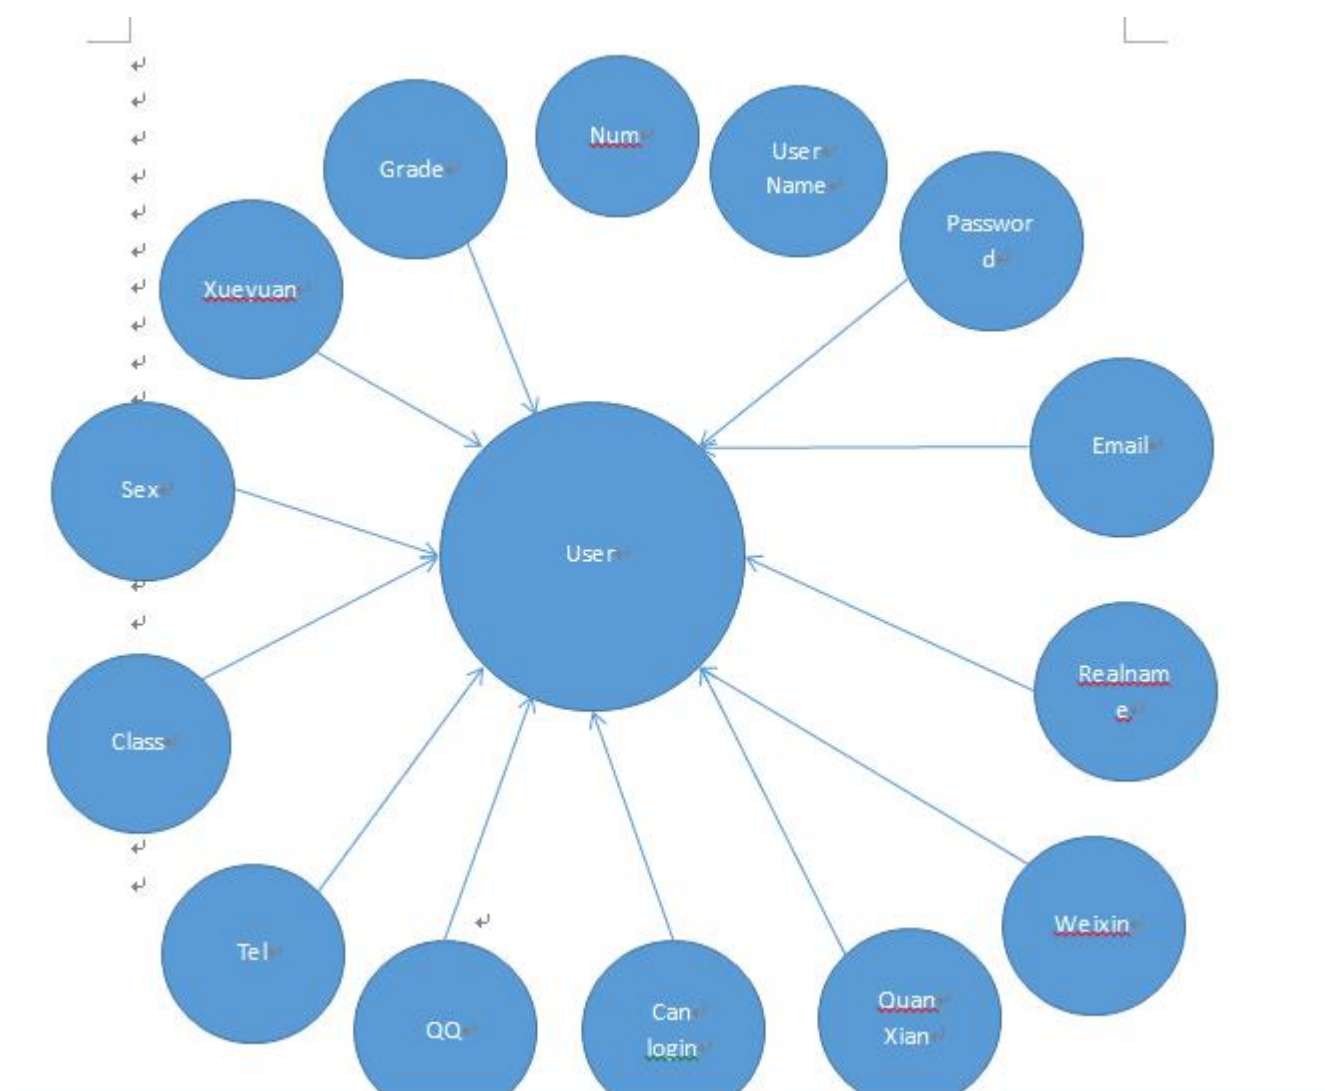 Num
User
Name
Grade
Passwor
d
Xueyuan
Email
Sex
User
Realnam
e
Class
Weixin
Tel
Quan
Xian
Can
login
QQ